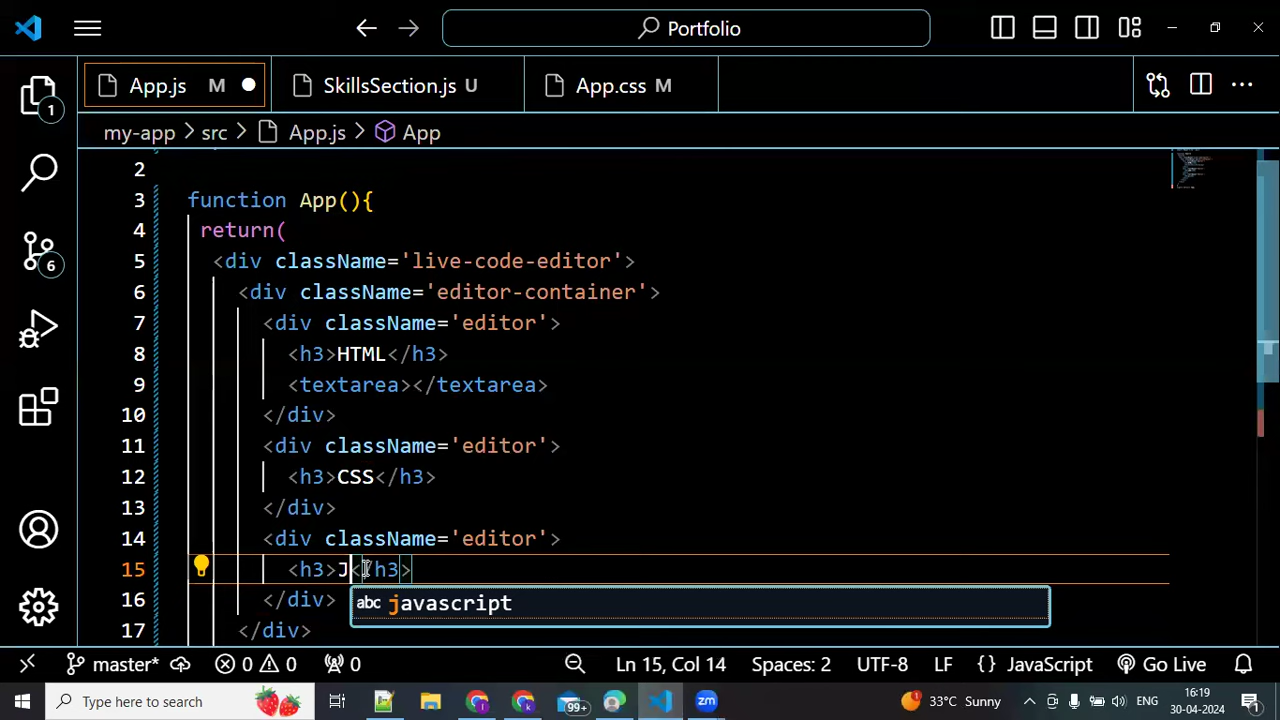 Portfolio
App.js M SkillsSection.js U App.css M
my-app > src > App.js > App
1
2
3 function App(){
4 return(
5 <div className='live-code-editor'>
6 <div className='editor-container'>
7 <div className='editor'>
8 <h3>HTML</h3>
9 <textarea></textarea>
10 </div>
11 <div className='editor'>
12 <h3>CSS</h3>
13 </div>
14 <div className='editor'>
15 <h3>J</h3>
abc javascript
16 </div>
17 </div>
6
master* 0 0 0 Ln 15, Col 14 Spaces: 2 UTF-8 LF {} JavaScript Go Live
Type here to search 99+ zm 33°C Sunny ENG 16:19
30-04-2024 1